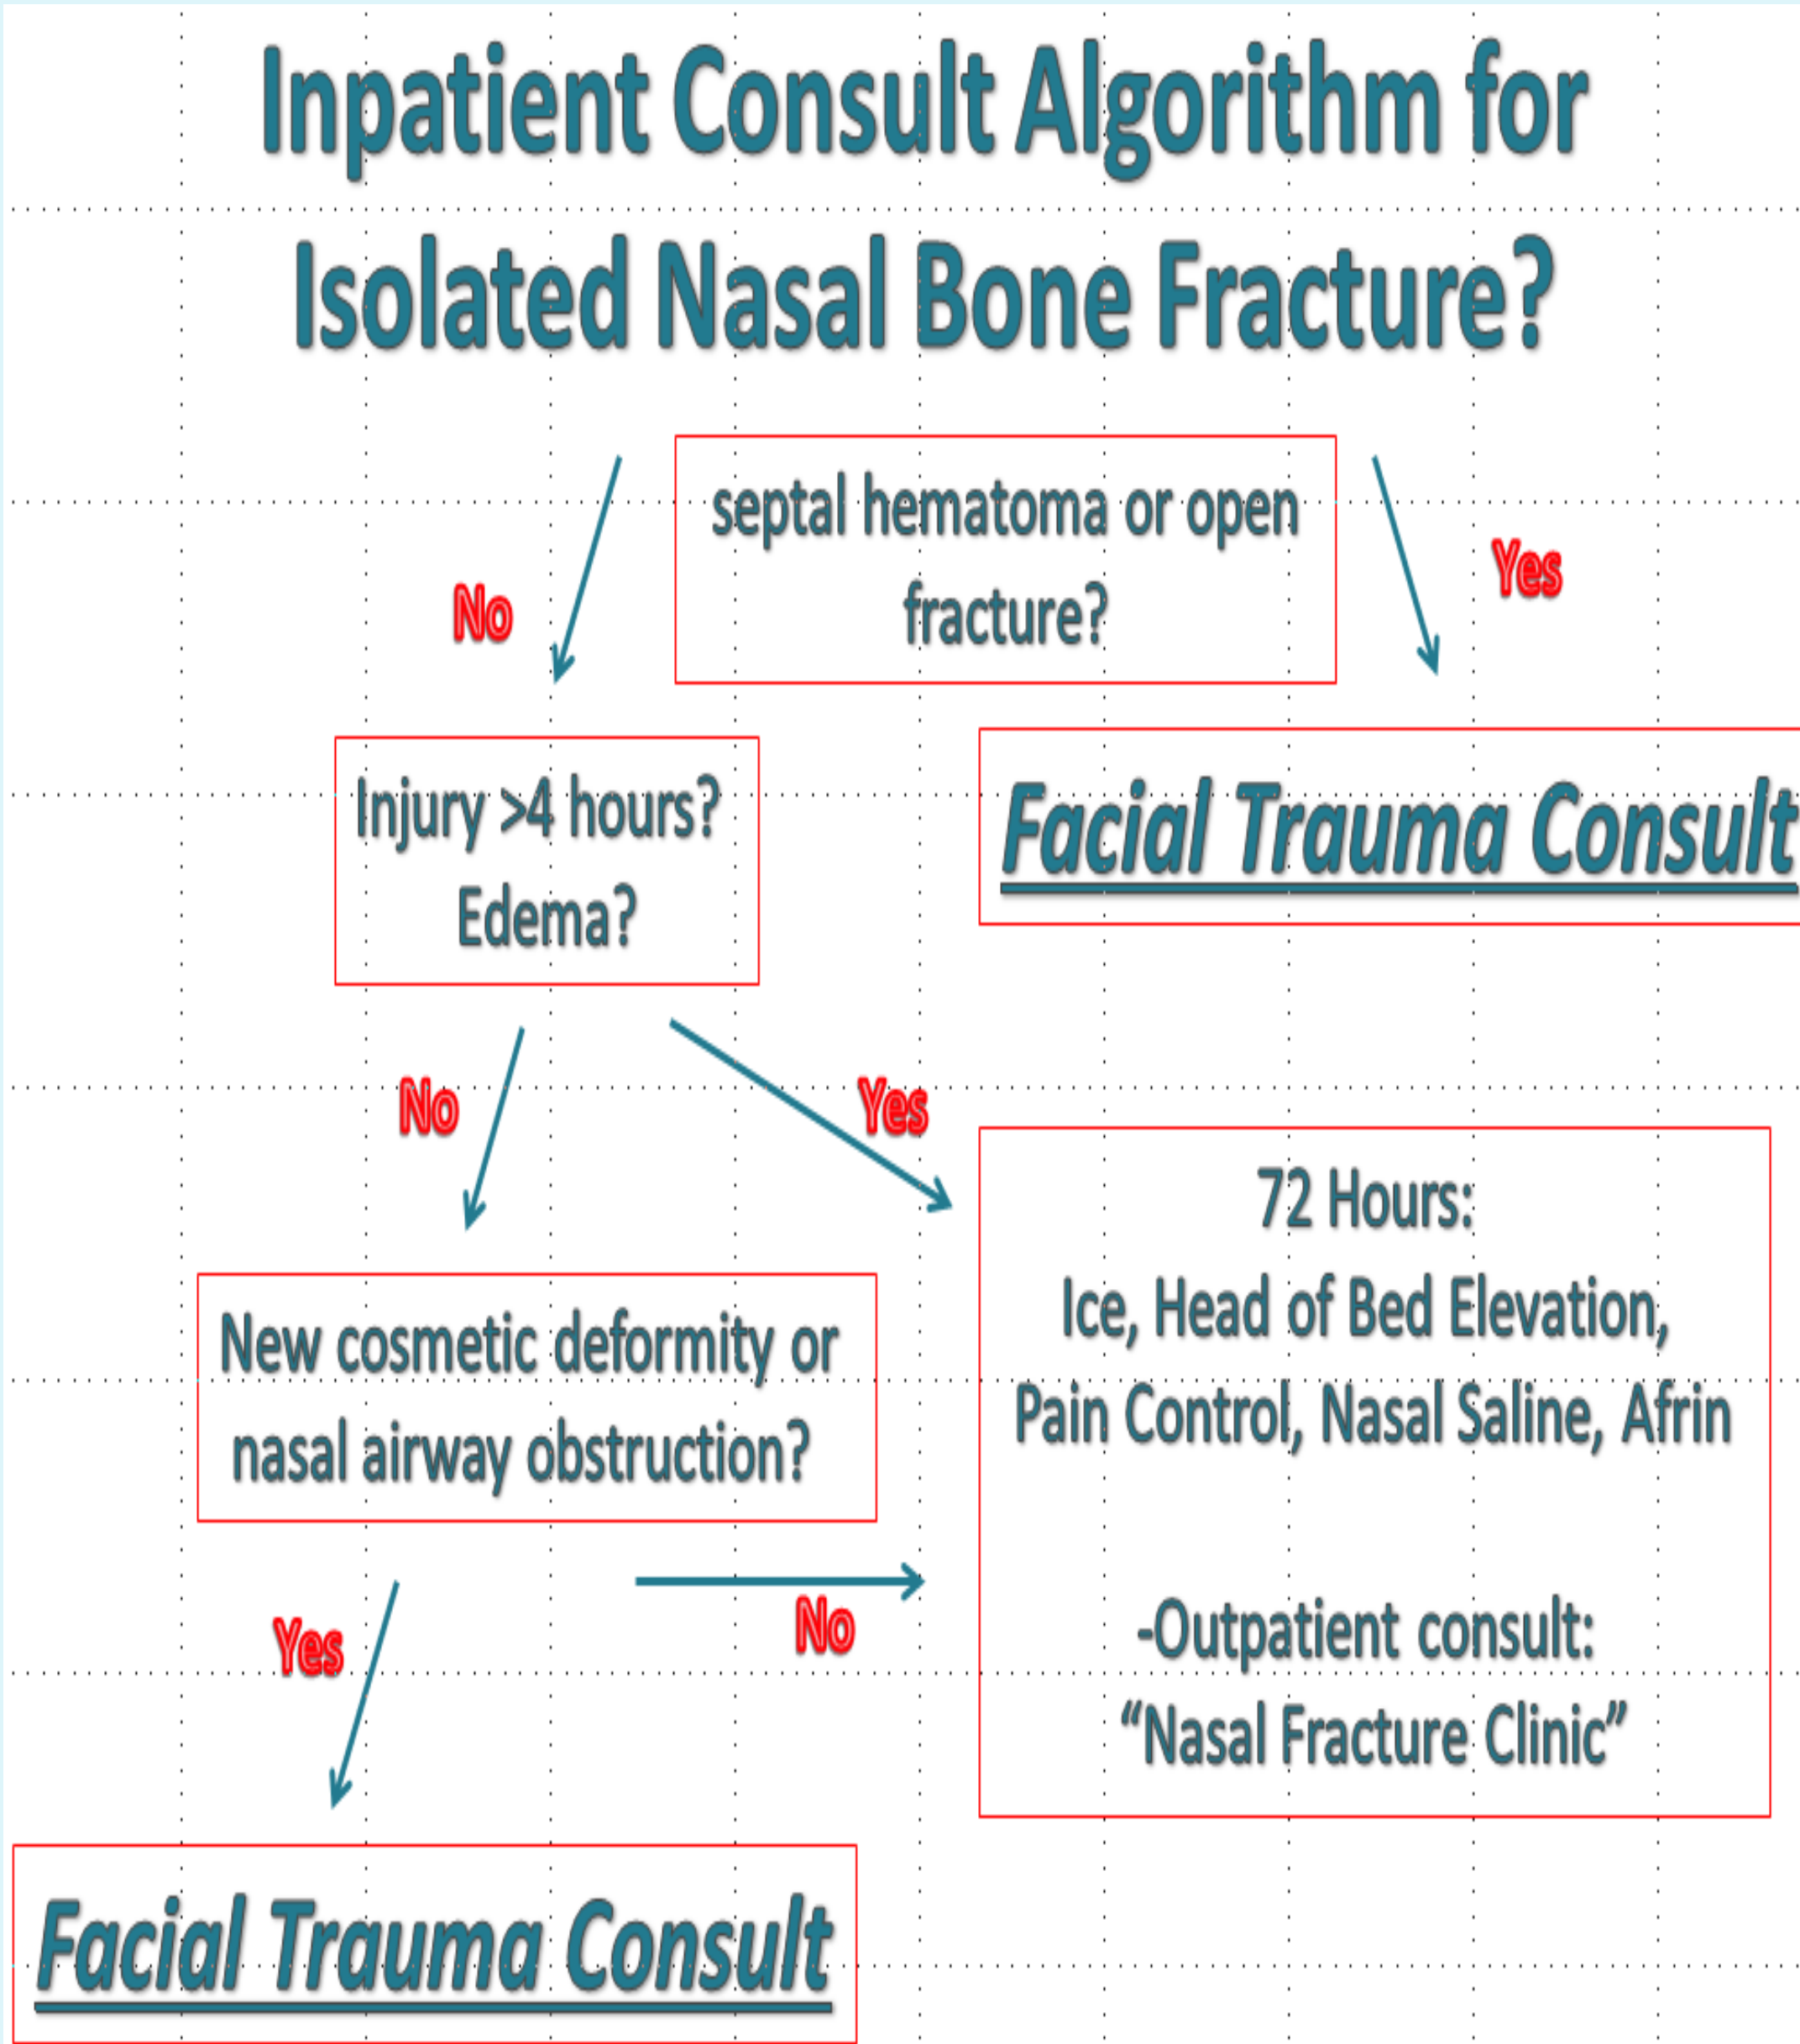 Inpatient Consult Algorithm for
Isolated Nasal Bone Fracture?
septal hematoma or open
fracture?
No
Yes
Injury >4 hours?
Edema?
Facial Trauma Consult
No
Yes
72 Hours:
Ice, Head of Bed Elevation,
Pain Control, Nasal Saline, Afrin
-Outpatient consult:
“Nasal Fracture Clinic”
New cosmetic deformity or
nasal airway obstruction?
Yes
No
Facial Trauma Consult